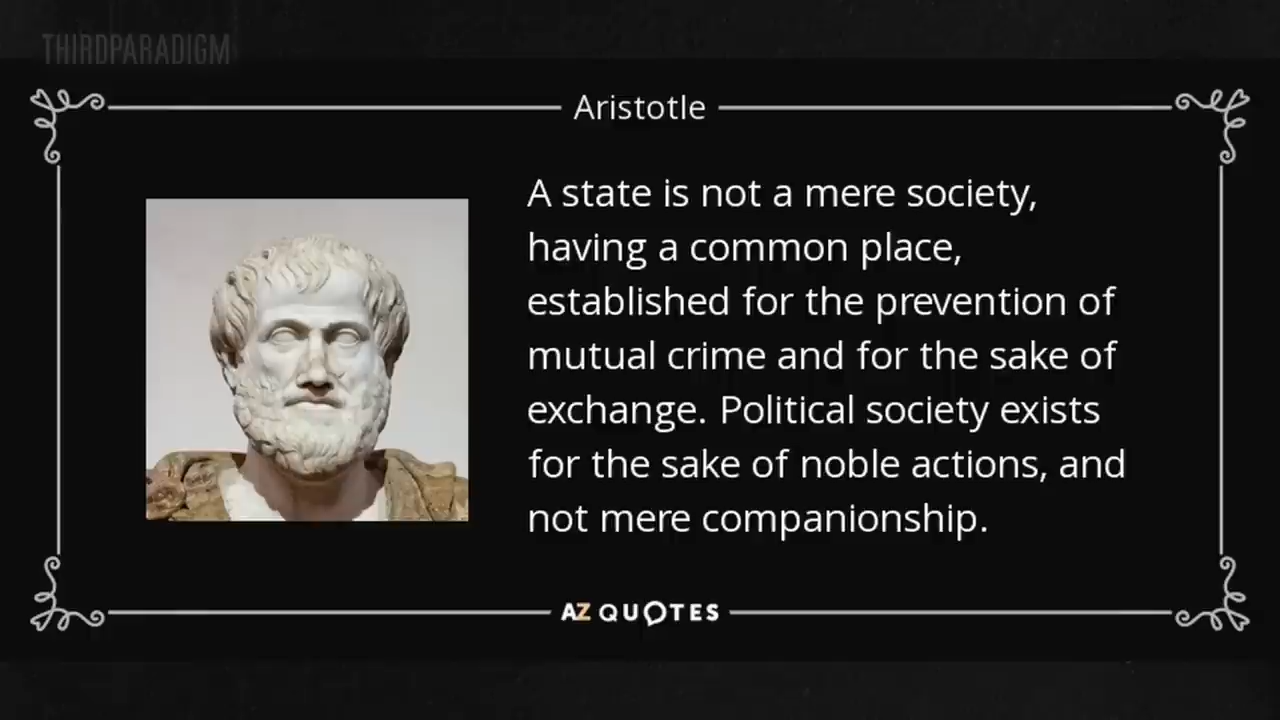 THIRDPARADIGM
Aristotle
A state is not a mere society,
having a common place,
established for the prevention of
mutual crime and for the sake of
exchange. Political society exists
for the sake of noble actions, and
not mere companionship.
AZ QUOTES